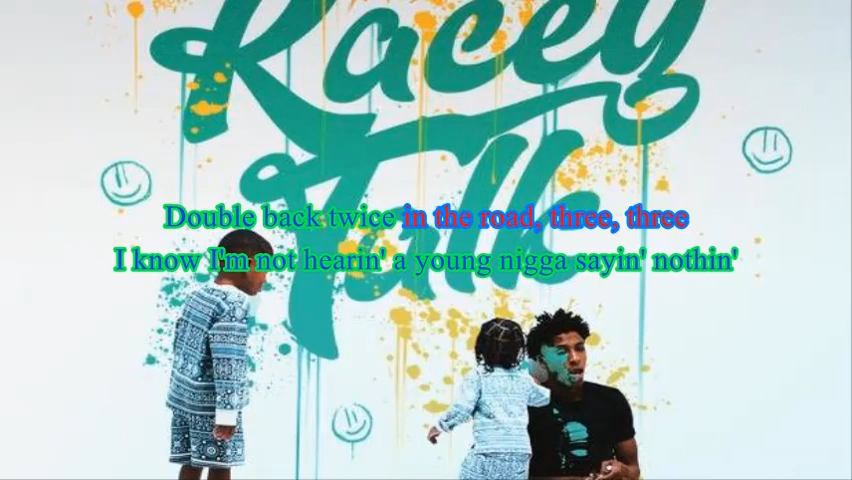 Kacey
Talk
Double back twice in the road, three, three
I know I'm not hearin' a young nigga sayin' nothin'